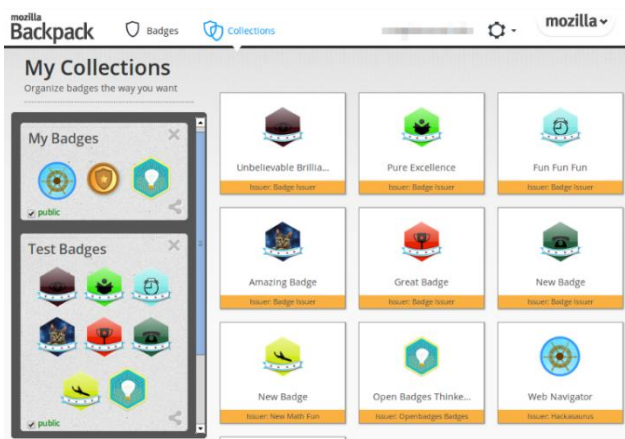 mozilla
Backpack
Badges
Collections
mozilla
My Collections
Organize badges the way you want
My Badges
public
Test Badges
public
Unbelievable Brillia...
Issuer: Badge Issuer
Pure Excellence
Issuer: Badge Issuer
Fun Fun Fun
Issuer: Badge Issuer
Amazing Badge
Issuer: Badge Issuer
Great Badge
Issuer: Badge Issuer
New Badge
Issuer: Badge Issuer
New Badge
Issuer: New Math Fun
Open Badges Thinke...
Issuer: Openbadges Badges
Web Navigator
Issuer: Hackasaurus